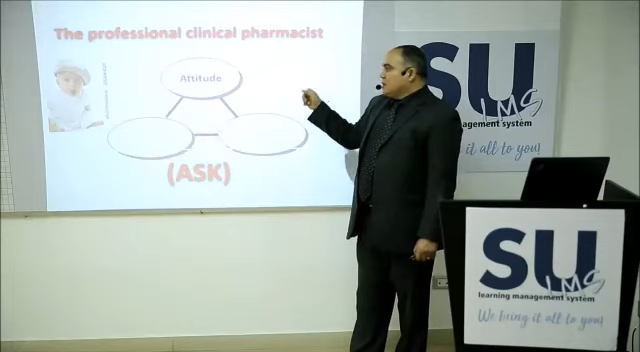 The professional clinical pharmacist
Attitude
(ASK)
SU
LMS
agement system
it all to you!
SU
LMS
learning management system
We bring it all to you!